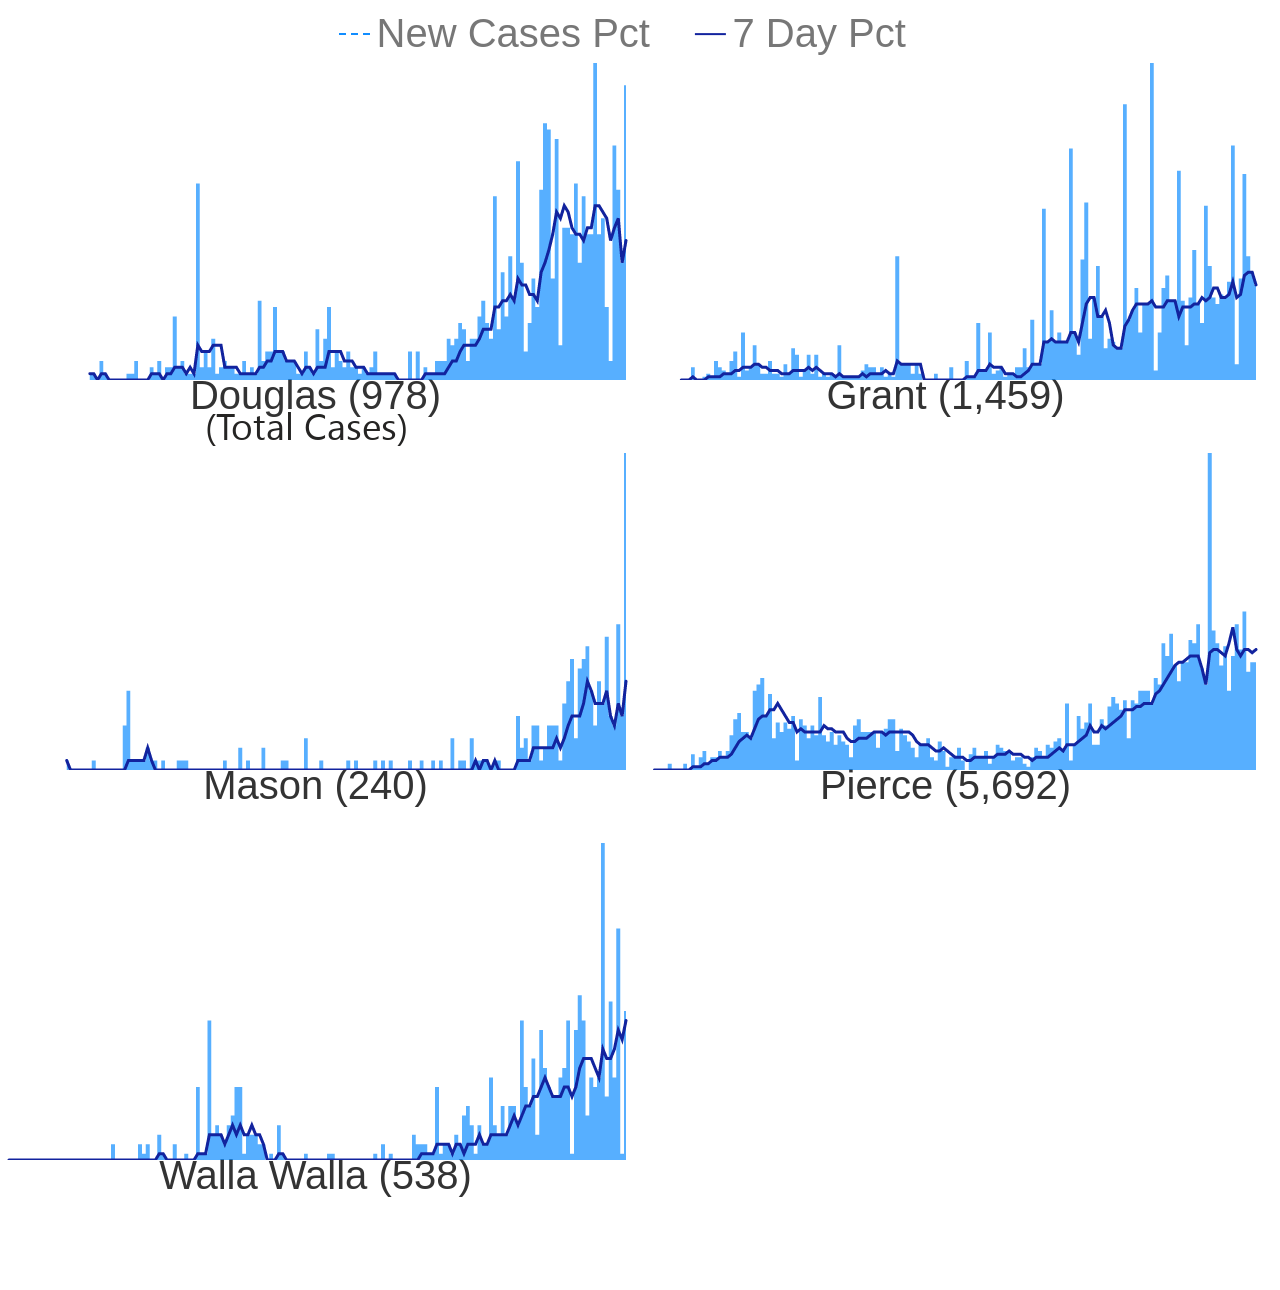 New Cases Pct 7 Day Pct
Douglas (978)
(Total Cases)
Grant (1,459)
Mason (240)
Pierce (5,692)
Walla Walla (538)